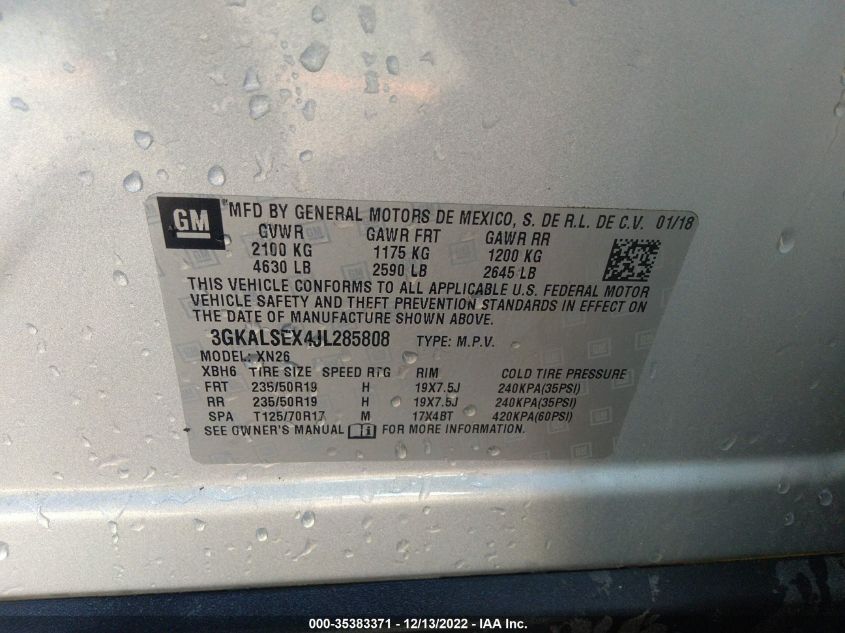 GM MFD BY GENERAL MOTORS DE MEXICO, S. DE R.L. DE C.V. 01/18
GVWR GAWR FRT GAWR RR
2100 KG 1175 KG 1200 KG
4630 LB 2590 LB 2645 LB
THIS VEHICLE CONFORMS TO ALL APPLICABLE U.S. FEDERAL MOTOR
VEHICLE SAFETY AND THEFT PREVENTION STANDARDS IN EFFECT ON
THE DATE OF MANUFACTURE SHOWN ABOVE.
3GKALSEX4JL285808 TYPE: M.P.V.
MODEL: XN26
XBH6 TIRE SIZE SPEED RTG RIM COLD TIRE PRESSURE
FRT 235/50R19 H 19X7.5J 240KPA(35PSI)
RR 235/50R19 H 19X7.5J 240KPA(35PSI)
SPA T125/70R17 M 17X4BT 420KPA(60PSI)
SEE OWNER'S MANUAL FOR MORE INFORMATION.
000-35383371 - 12/13/2022 - IAA Inc.